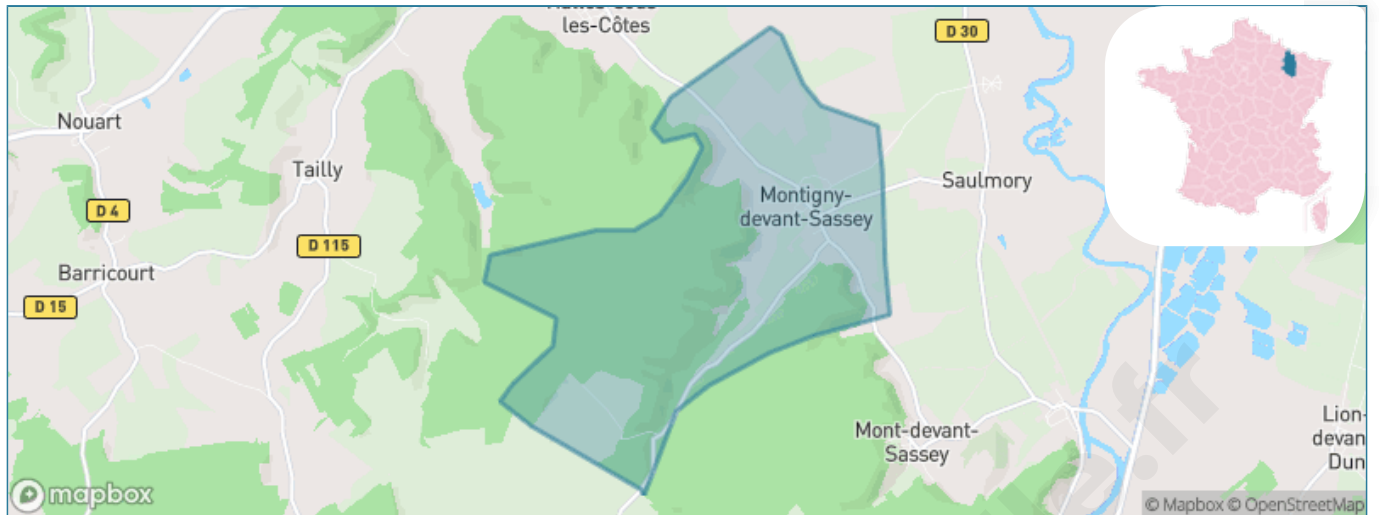 les-Côtes
D 30
Nouart
Tailly
Saulmory
Montigny-
devant-Sassey
D 4
D 115
Barricourt
D 15
Mont-devant-
Sassey
Lion-
devan
Dun
mapbox
© Mapbox © OpenStreetMap